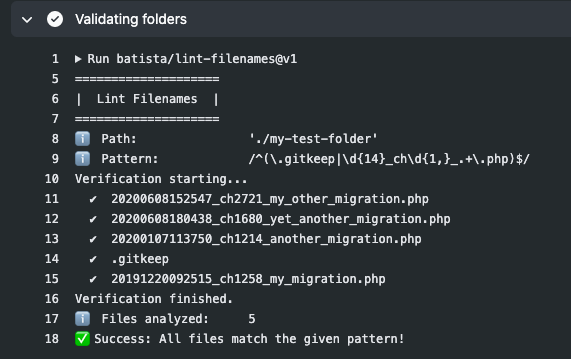 Validating folders
1 ▶ Run batista/lint-filenames@v1
5 ====================
6 |  Lint Filenames  |
7 ====================
8 ℹ️ Path:              './my-test-folder'
9 ℹ️ Pattern:           /^(\.gitkeep|\d{14}_ch\d{1,}_.+\.php)$/
10 Verification starting...
11 ✔ 20200608152547_ch2721_my_other_migration.php
12 ✔ 20200608180438_ch1680_yet_another_migration.php
13 ✔ 20200107113750_ch1214_another_migration.php
14 ✔ .gitkeep
15 ✔ 20191220092515_ch1258_my_migration.php
16 Verification finished.
17 ℹ️ Files analyzed:     5
18 ✅ Success: All files match the given pattern!